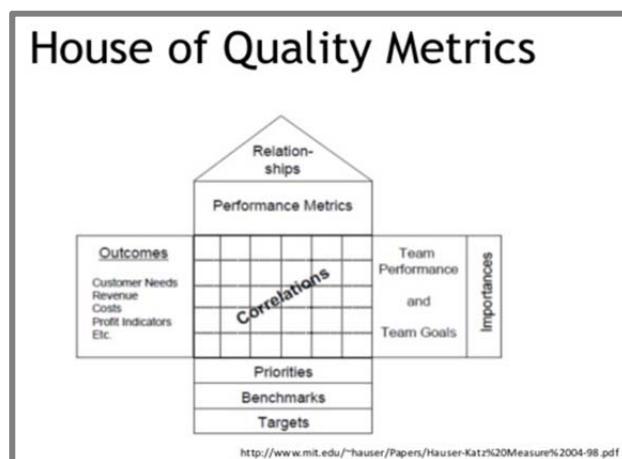 House of Quality Metrics
Relation-
ships
Performance Metrics
Outcomes
Customer Needs
Revenue
Costs
Profit Indicators
Etc.
Correlations
Team
Performance
and
Team Goals
Importances
Priorities
Benchmarks
Targets
http://www.mit.edu/~hauser/Papers/Hauser-Katz%20Measure%2004-98.pdf